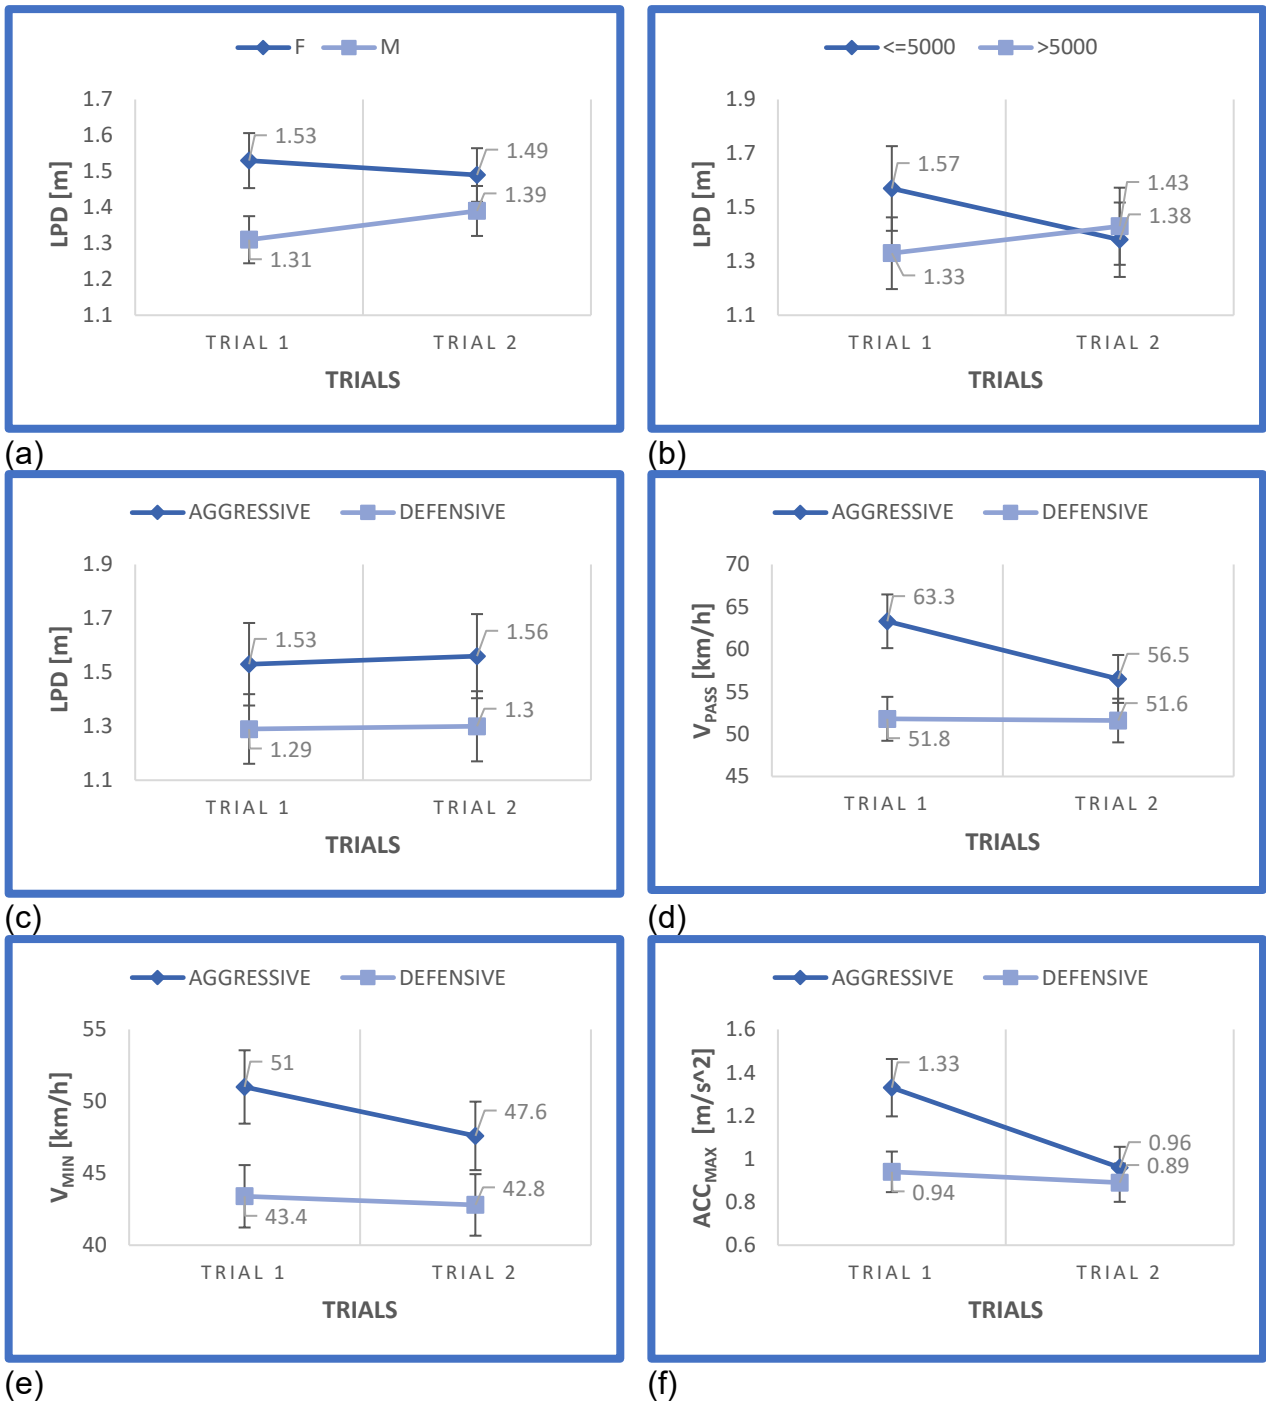 F M
1.7
1.6
1.5
1.4
1.3
1.2
1.1
LPD [m]
1.53
1.49
1.39
1.31
TRIAL 1 TRIAL 2
TRIALS
(a)
<=5000 >5000
1.9
1.7
1.5
1.3
1.1
LPD [m]
1.57
1.43
1.38
1.33
TRIAL 1 TRIAL 2
TRIALS
(b)
AGGRESSIVE DEFENSIVE
1.9
1.7
1.5
1.3
1.1
LPD [m]
1.53
1.56
1.3
1.29
TRIAL 1 TRIAL 2
TRIALS
(c)
AGGRESSIVE DEFENSIVE
70
65
60
55
50
45
VPASS [km/h]
63.3
56.5
51.6
51.8
TRIAL 1 TRIAL 2
TRIALS
(d)
AGGRESSIVE DEFENSIVE
55
50
45
40
VMIN [km/h]
51
47.6
42.8
43.4
TRIAL 1 TRIAL 2
TRIALS
(e)
AGGRESSIVE DEFENSIVE
1.6
1.4
1.2
1
0.8
0.6
ACCMAX [m/s^2]
1.33
0.96
0.89
0.94
TRIAL 1 TRIAL 2
TRIALS
(f)